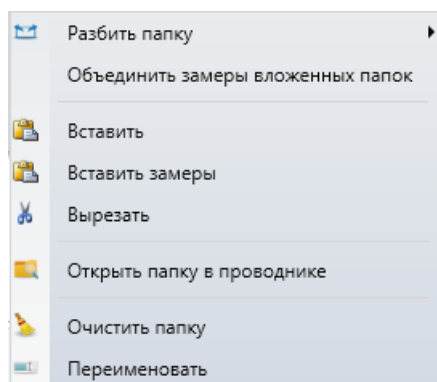 Разбить папку
Объединить замеры вложенных папок
Вставить
Вставить замеры
Вырезать
Открыть папку в проводнике
Очистить папку
Переименовать